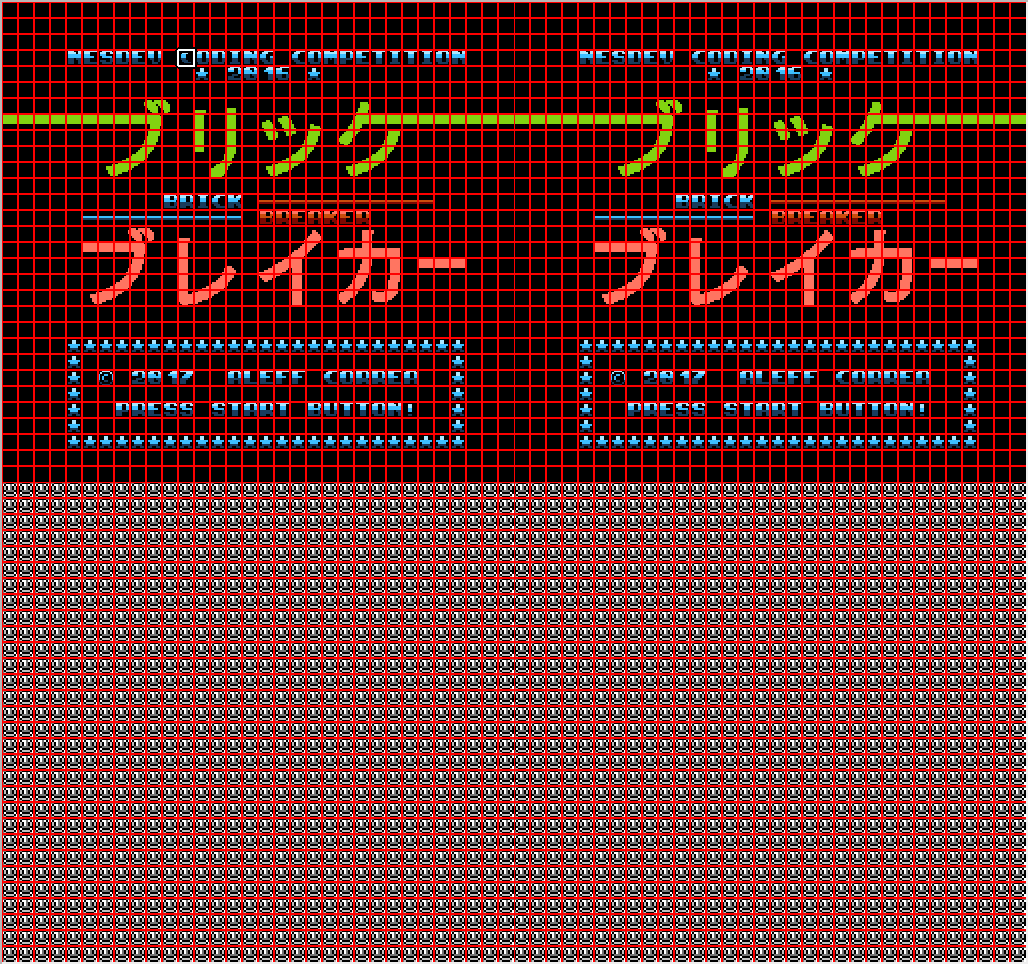 NESDEV CODING COMPETITION
★ 2016 ★
ブリック
BRICK
BREAKER
ブレイカー
© 2017 ALEFF CORREA
PRESS START BUTTON!
NESDEV CODING COMPETITION
★ 2016 ★
ブリック
BRICK
BREAKER
ブレイカー
© 2017 ALEFF CORREA
PRESS START BUTTON!